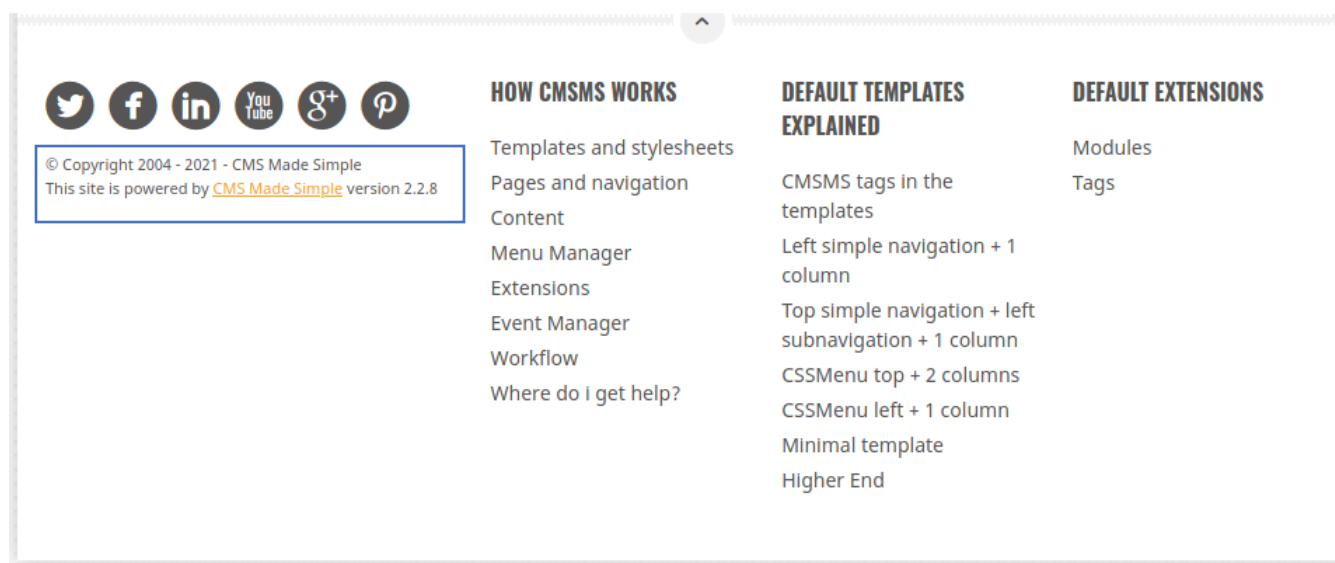 You
Tube
g+
© Copyright 2004 - 2021 - CMS Made Simple
This site is powered by CMS Made Simple version 2.2.8
HOW CMSMS WORKS
Templates and stylesheets
Pages and navigation
Content
Menu Manager
Extensions
Event Manager
Workflow
Where do i get help?
DEFAULT TEMPLATES
EXPLAINED
CMSMS tags in the
templates
Left simple navigation + 1
column
Top simple navigation + left
subnavigation + 1 column
CSSMenu top + 2 columns
CSSMenu left + 1 column
Minimal template
Higher End
DEFAULT EXTENSIONS
Modules
Tags